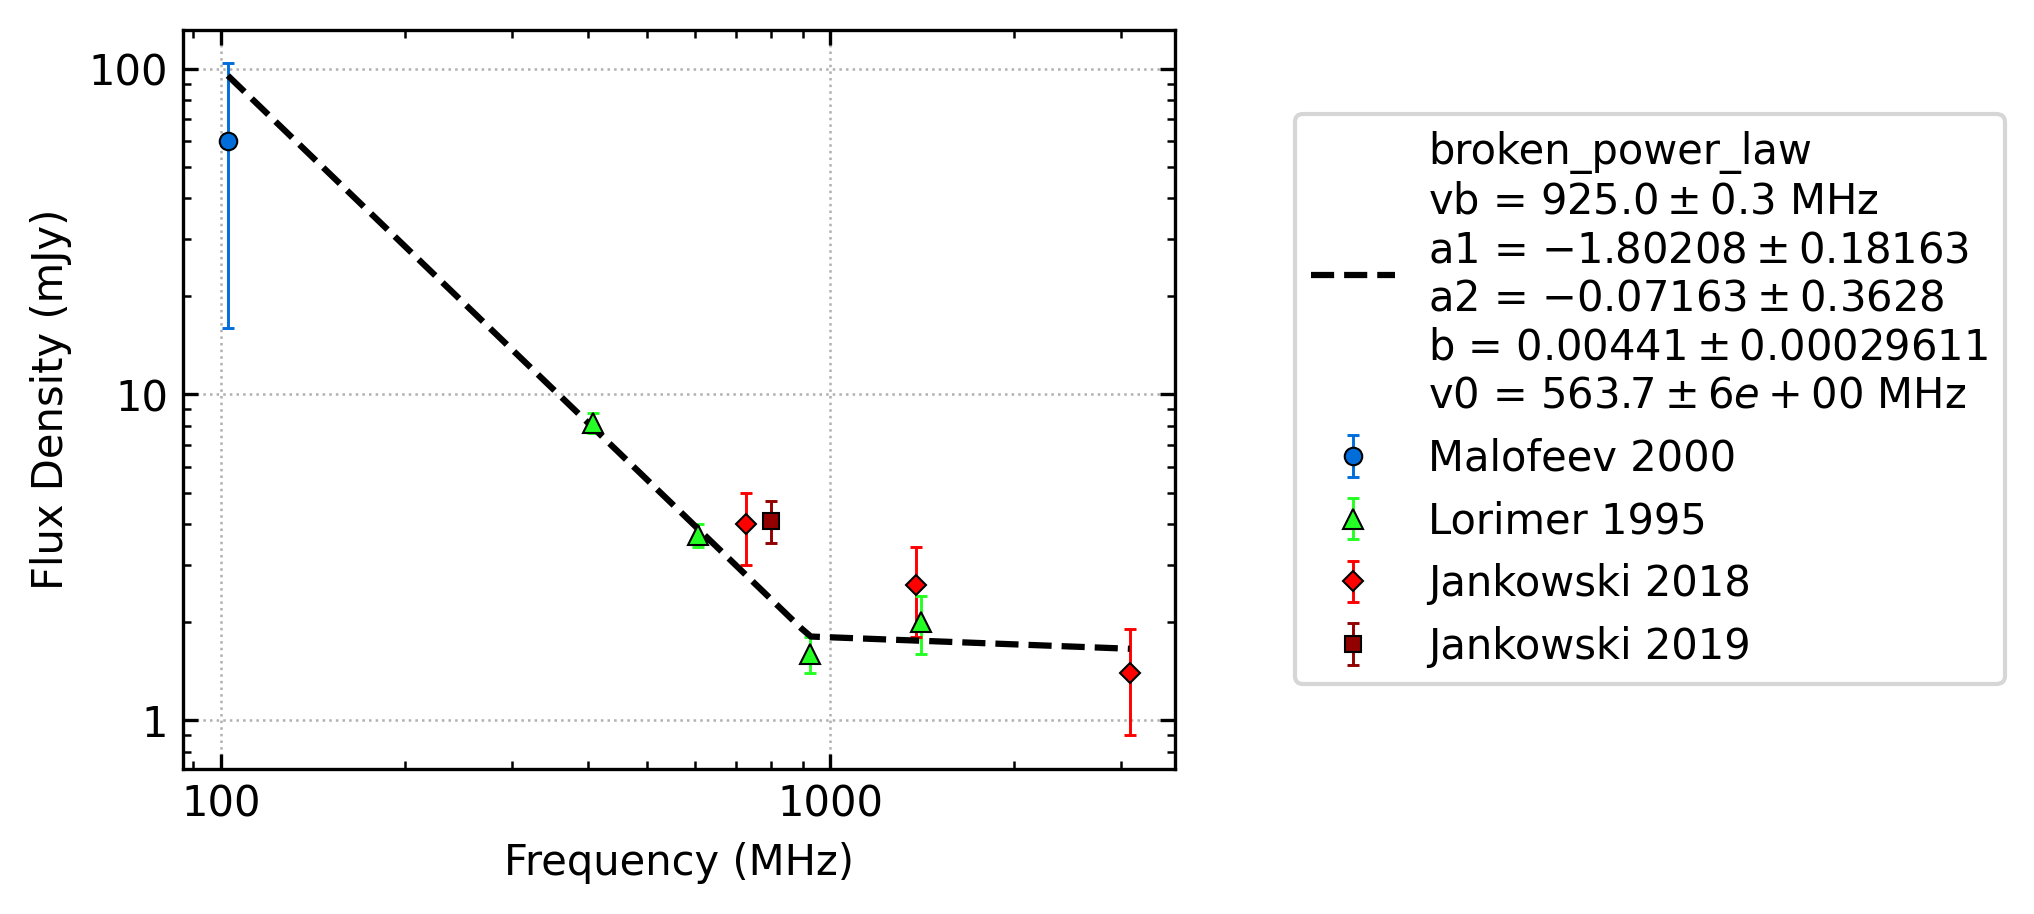 100
10
1
Flux Density (mJy)
100 1000
Frequency (MHz)
broken_power_law
vb = 925.0 ± 0.3 MHz
a1 = −1.80208 ± 0.18163
a2 = −0.07163 ± 0.3628
b = 0.00441 ± 0.00029611
v0 = 563.7 ± 6e + 00 MHz
Malofeev 2000
Lorimer 1995
Jankowski 2018
Jankowski 2019